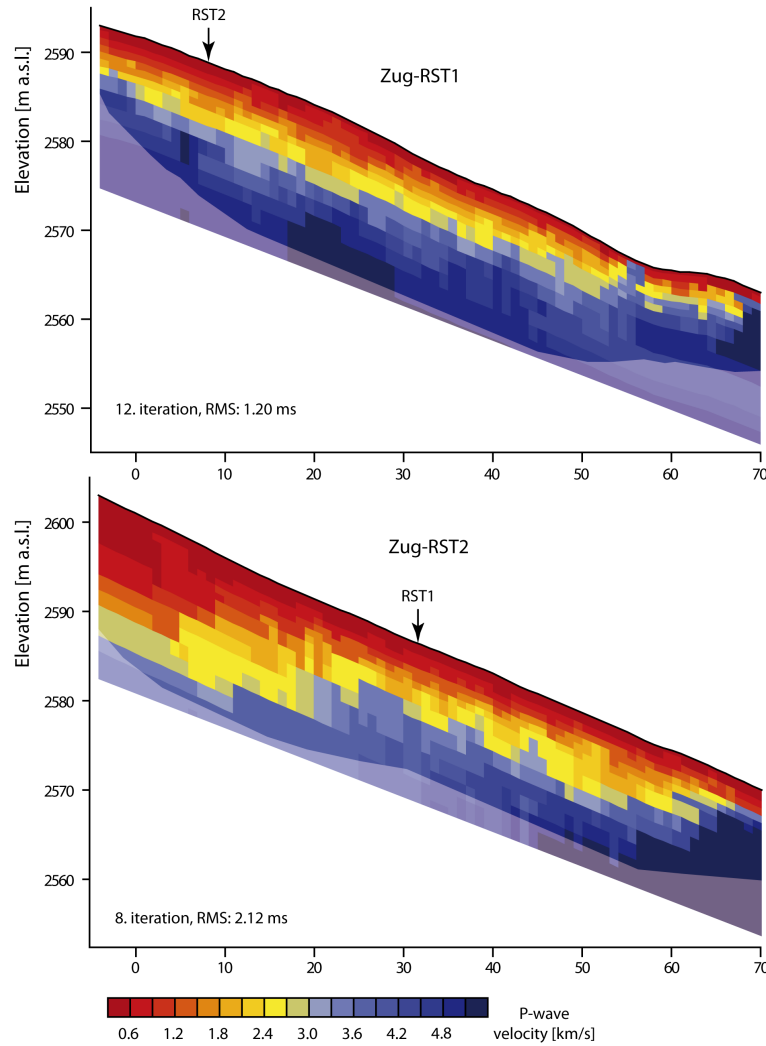 RST2
Zug-RST1
Elevation [m a.s.l.]
2590
2580
2570
2560
2550
12. iteration, RMS: 1.20 ms
0 10 20 30 40 50 60 70
Zug-RST2
RST1
Elevation [m a.s.l.]
2600
2590
2580
2570
2560
8. iteration, RMS: 2.12 ms
0 10 20 30 40 50 60 70
0.6 1.2 1.8 2.4 3.0 3.6 4.2 4.8
P-wave
velocity [km/s]